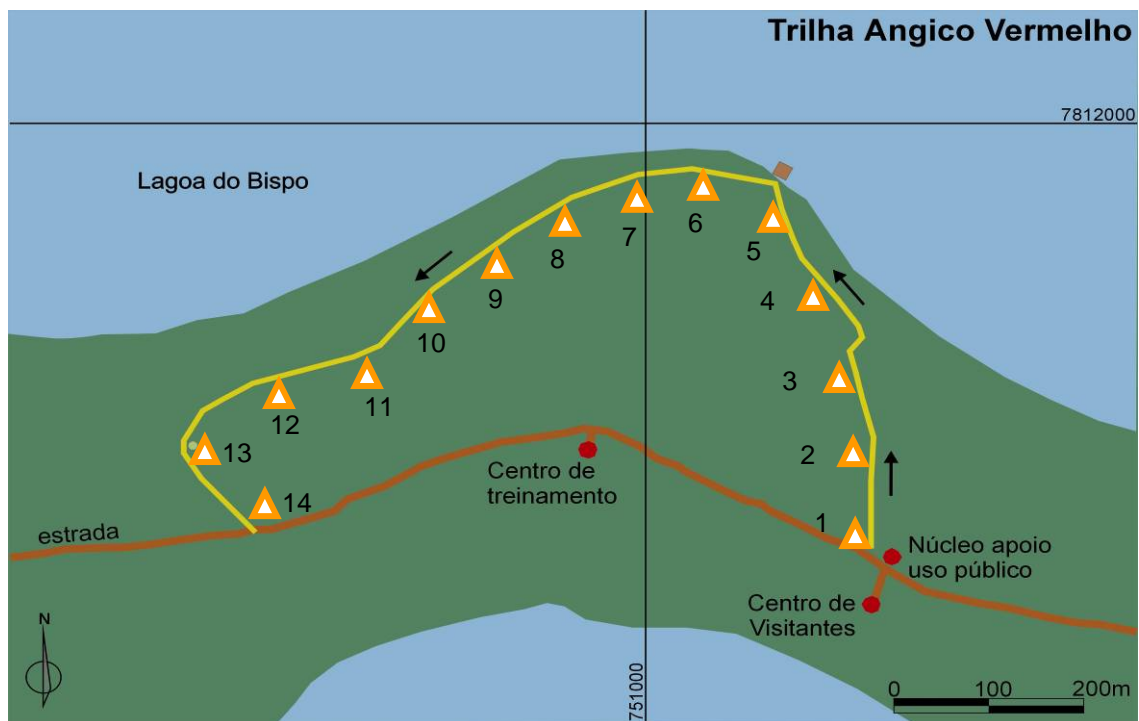 Trilha Angico Vermelho
7812000
Lagoa do Bispo
6
7
5
8
9
4
10
11
3
12
13
2
Centro de
treinamento
14
1
estrada
Núcleo apoio
uso público
Centro de
Visitantes
N
751000
0 100 200m